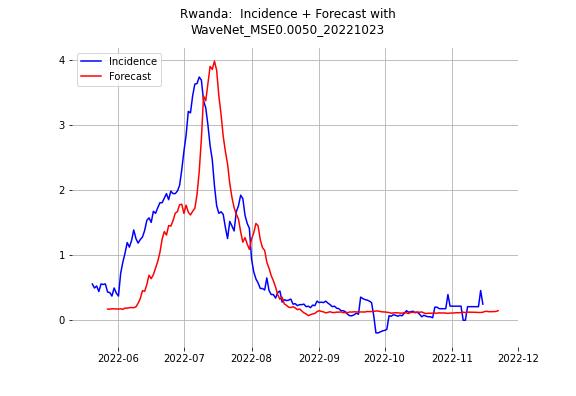 Rwanda:  Incidence + Forecast with
WaveNet_MSE0.0050_20221023
Incidence
Forecast
4
3
2
1
0
2022-06 2022-07 2022-08 2022-09 2022-10 2022-11 2022-12